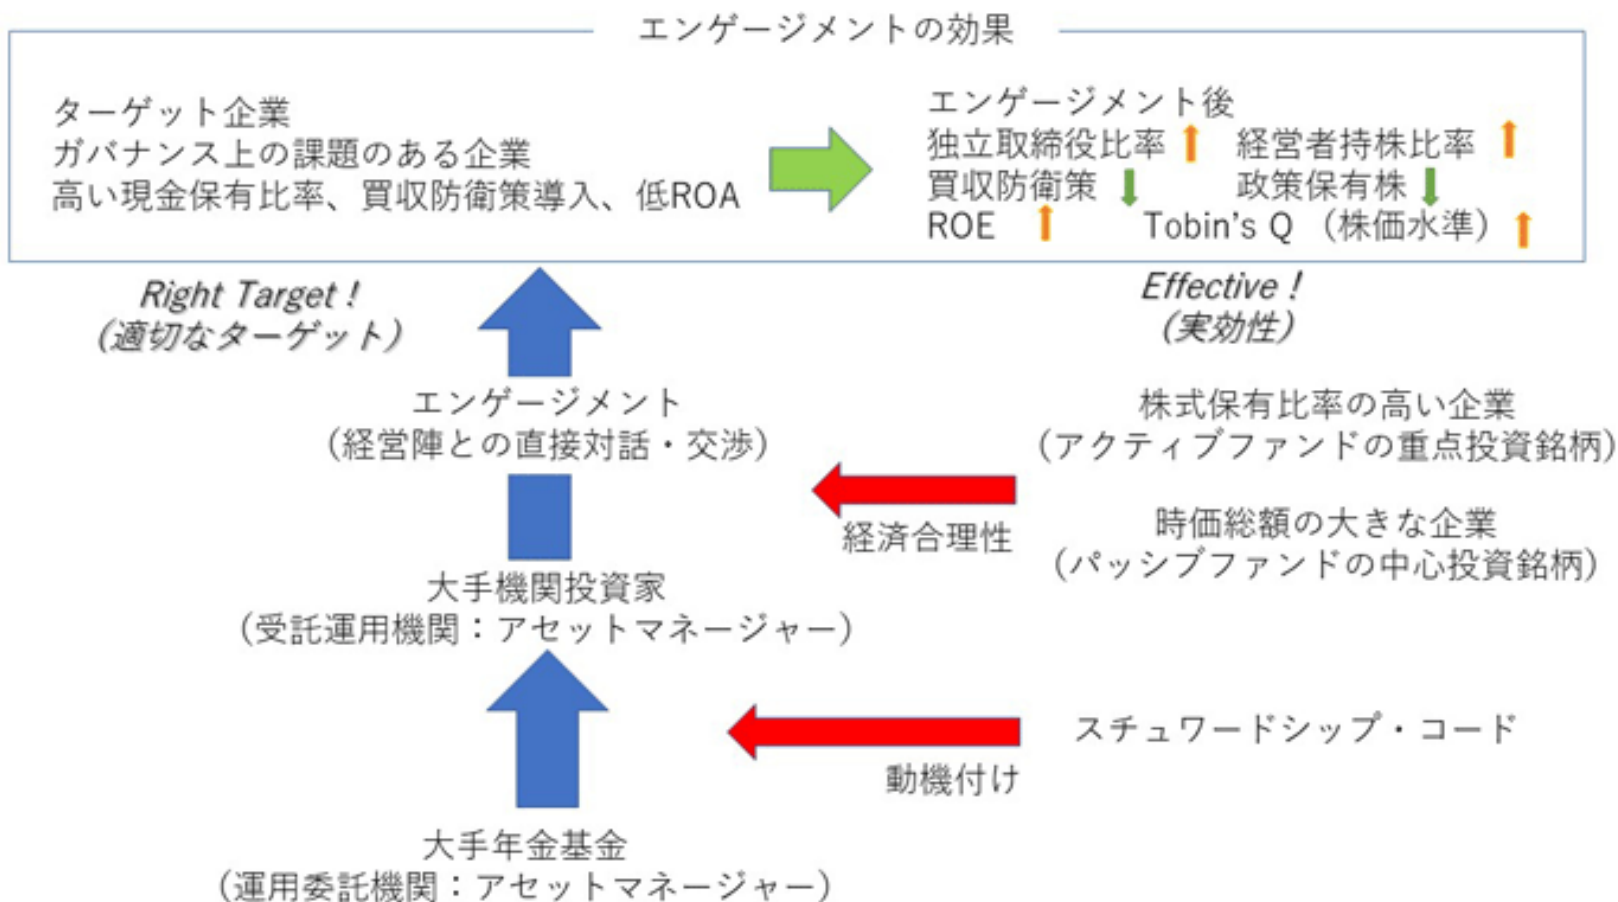 エンゲージメントの効果
ターゲット企業
ガバナンス上の課題のある企業
高い現金保有比率、買収防衛策導入、低ROA
エンゲージメント後
独立取締役比率 経営者持株比率
買収防衛策 政策保有株
ROE Tobin's Q （株価水準）
Right Target！
（適切なターゲット）
Effective！
（実効性）
エンゲージメント
（経営陣との直接対話・交渉）
株式保有比率の高い企業
（アクティブファンドの重点投資銘柄）
経済合理性
時価総額の大きな企業
（パッシブファンドの中心投資銘柄）
大手機関投資家
（受託運用機関：アセットマネージャー）
スチュワードシップ・コード
動機付け
大手年金基金
（運用委託機関：アセットマネージャー）